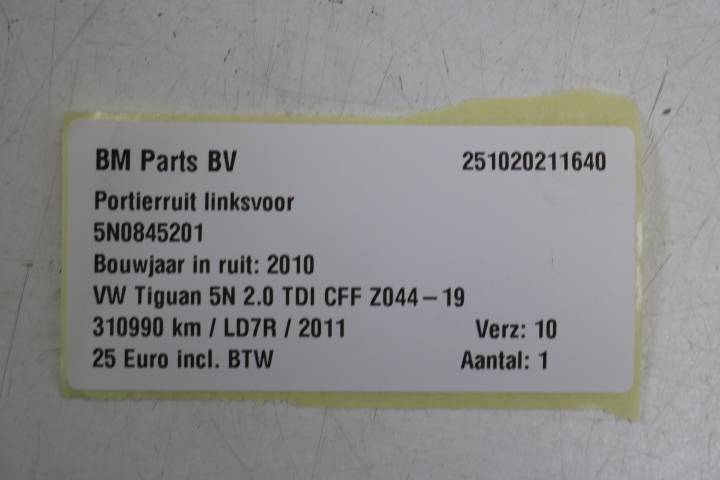 BM Parts BV 251020211640
Portierruit linksvoor
5N0845201
Bouwjaar in ruit: 2010
VW Tiguan 5N 2.0 TDI CFF Z044-19
310990 km / LD7R / 2011 Verz: 10
25 Euro incl. BTW Aantal: 1